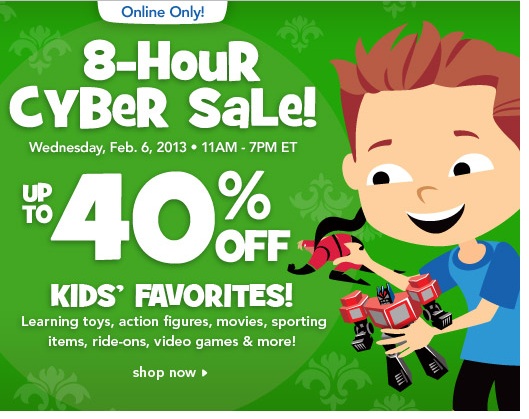 Online Only!
8-HouR
CYBeR SaLe!
Wednesday, Feb. 6, 2013 • 11AM - 7PM ET
UP TO 40% OFF
KIDS' FAVORITES!
Learning toys, action figures, movies, sporting
items, ride-ons, video games & more!
shop now